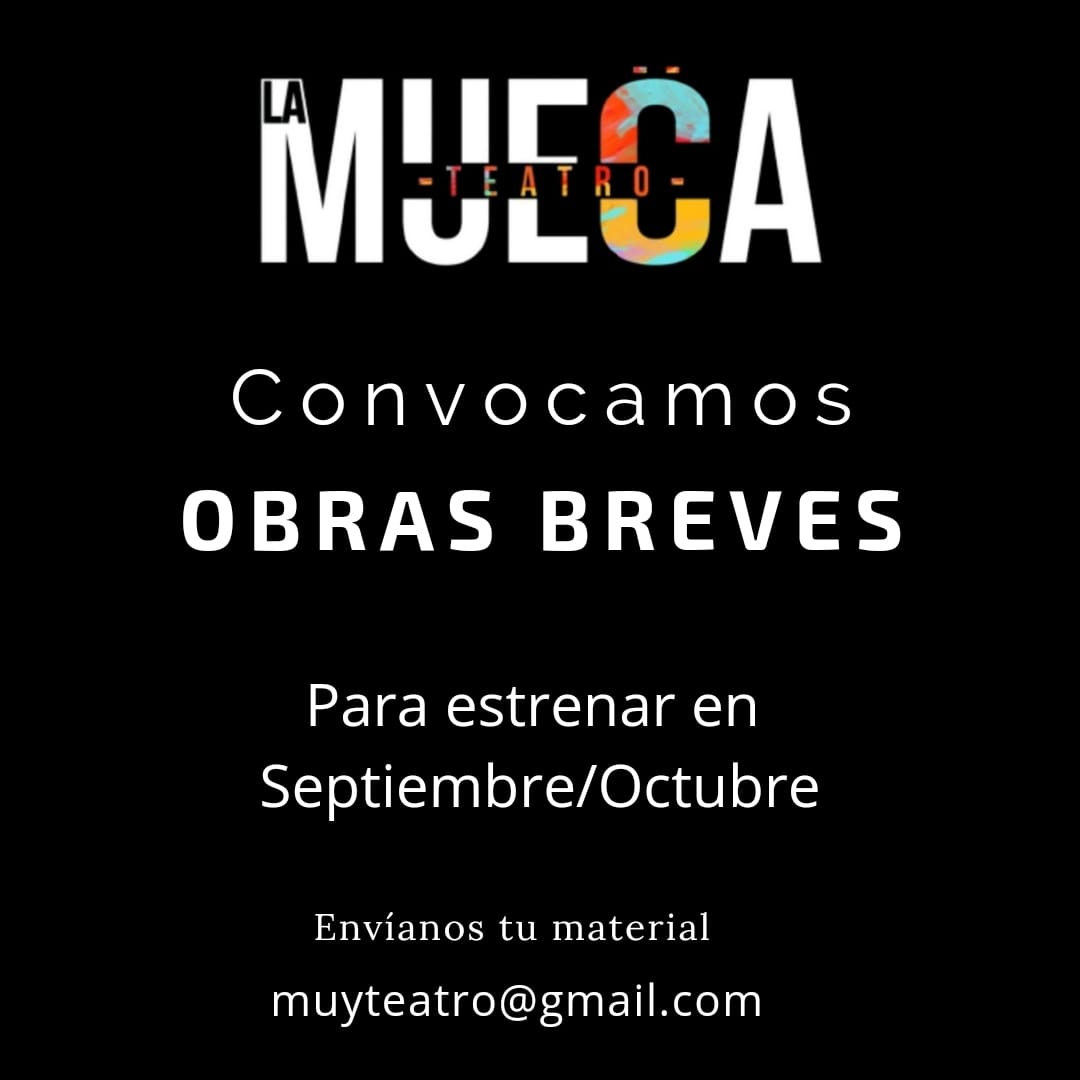 LA
MUECA
-TEATRO-
Convocamos
OBRAS BREVES
Para estrenar en
Septiembre/Octubre
Envíanos tu material
muyteatro@gmail.com